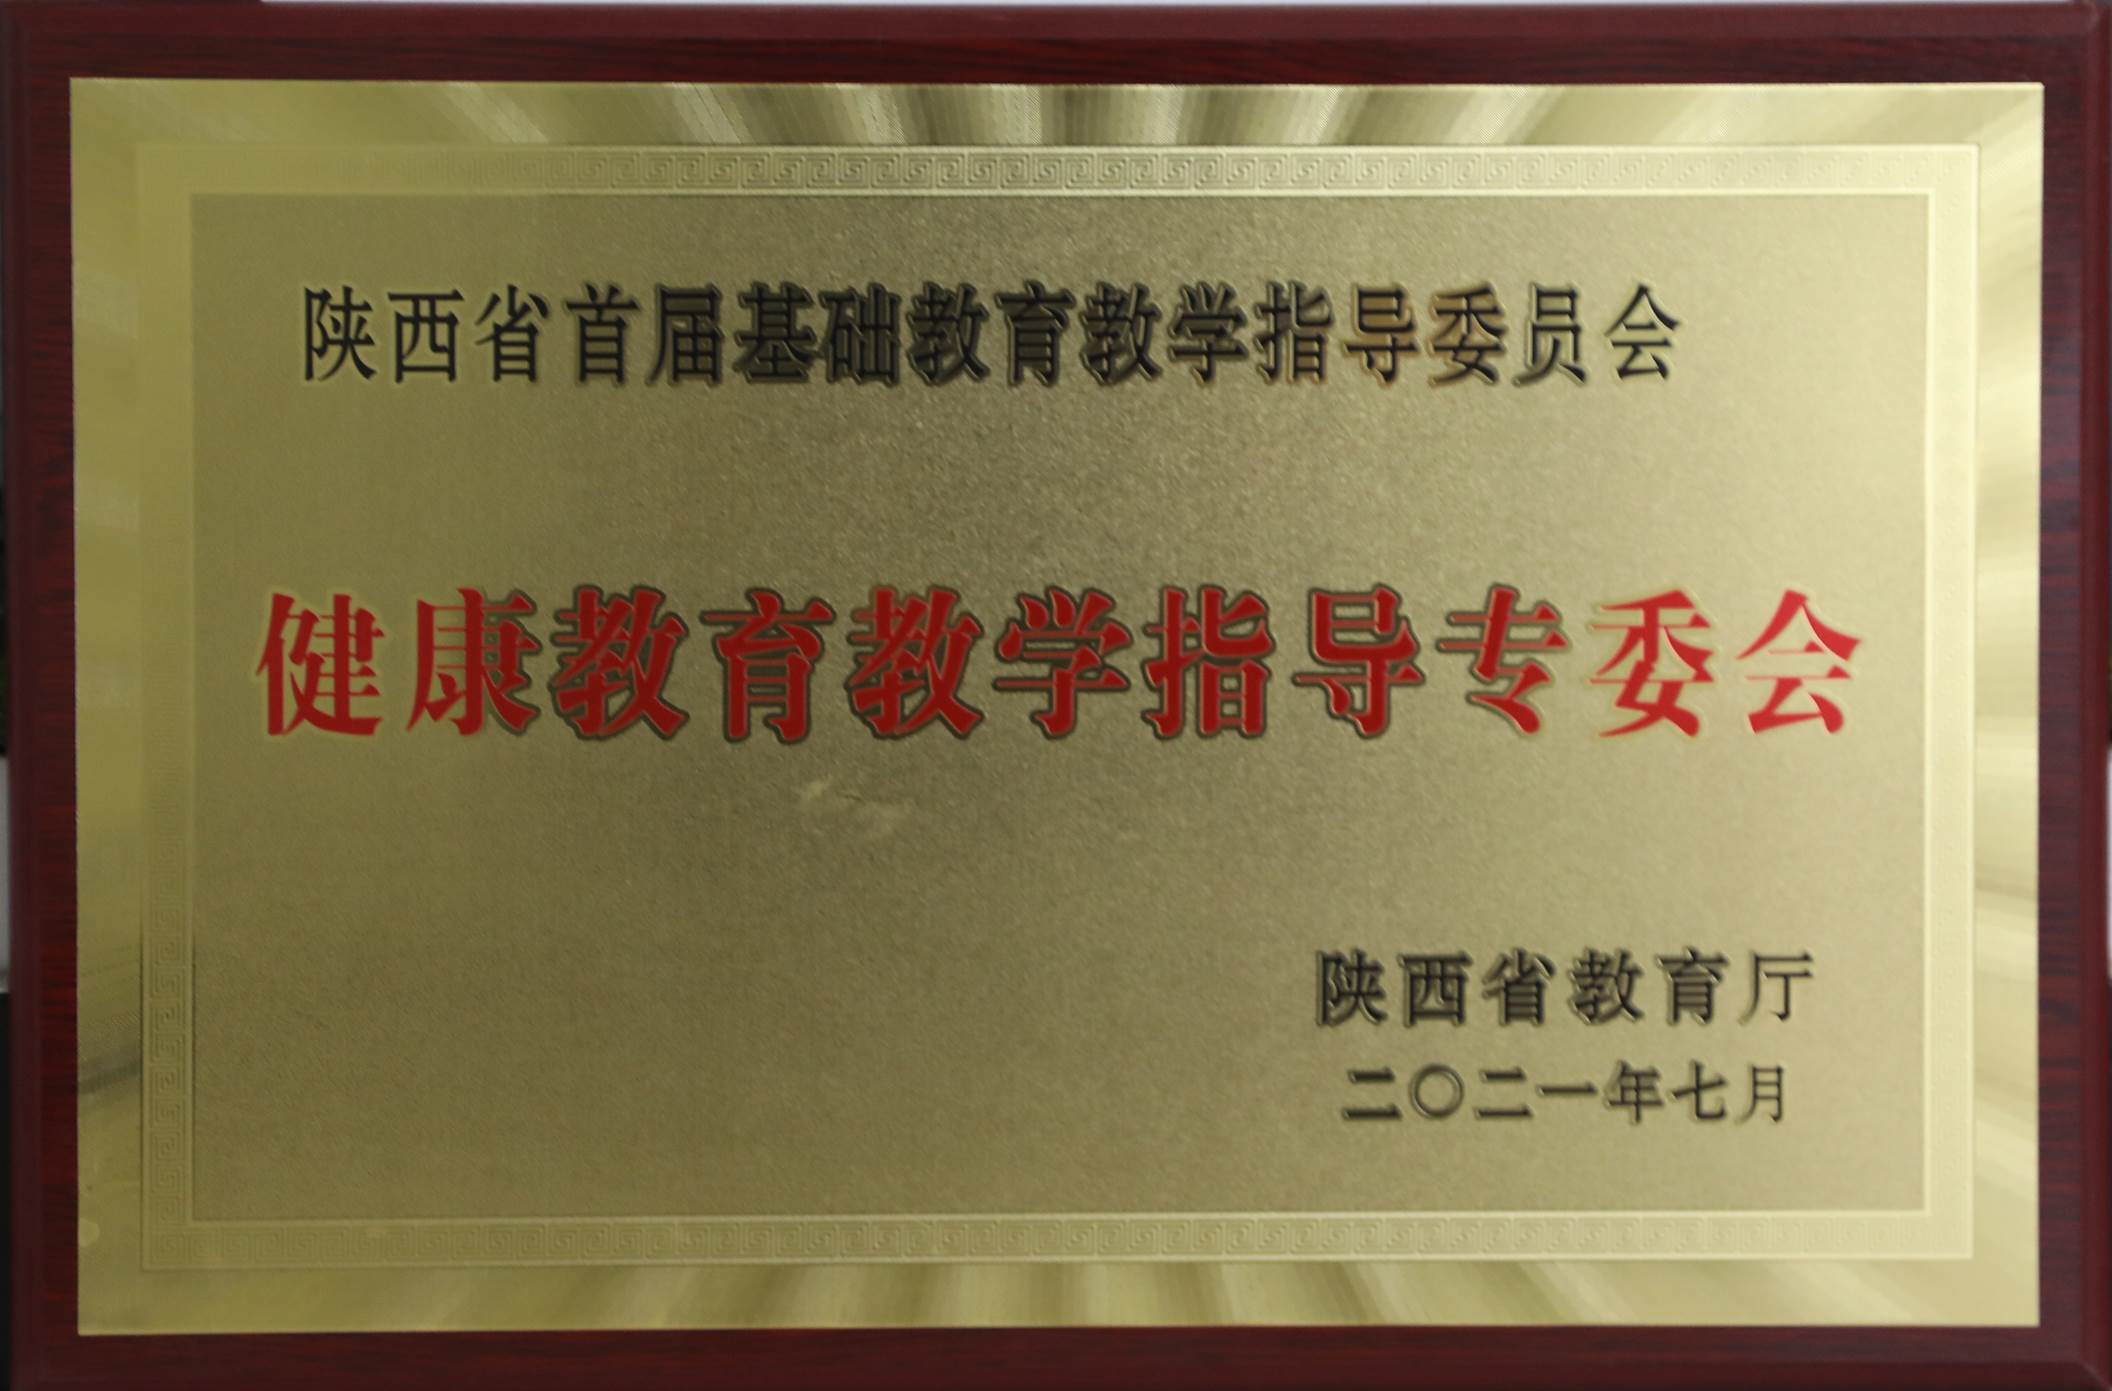 陕西省首届基础教育教学指导委员会
健康教育教学指导专委会
陕西省教育厅
二〇二一年七月